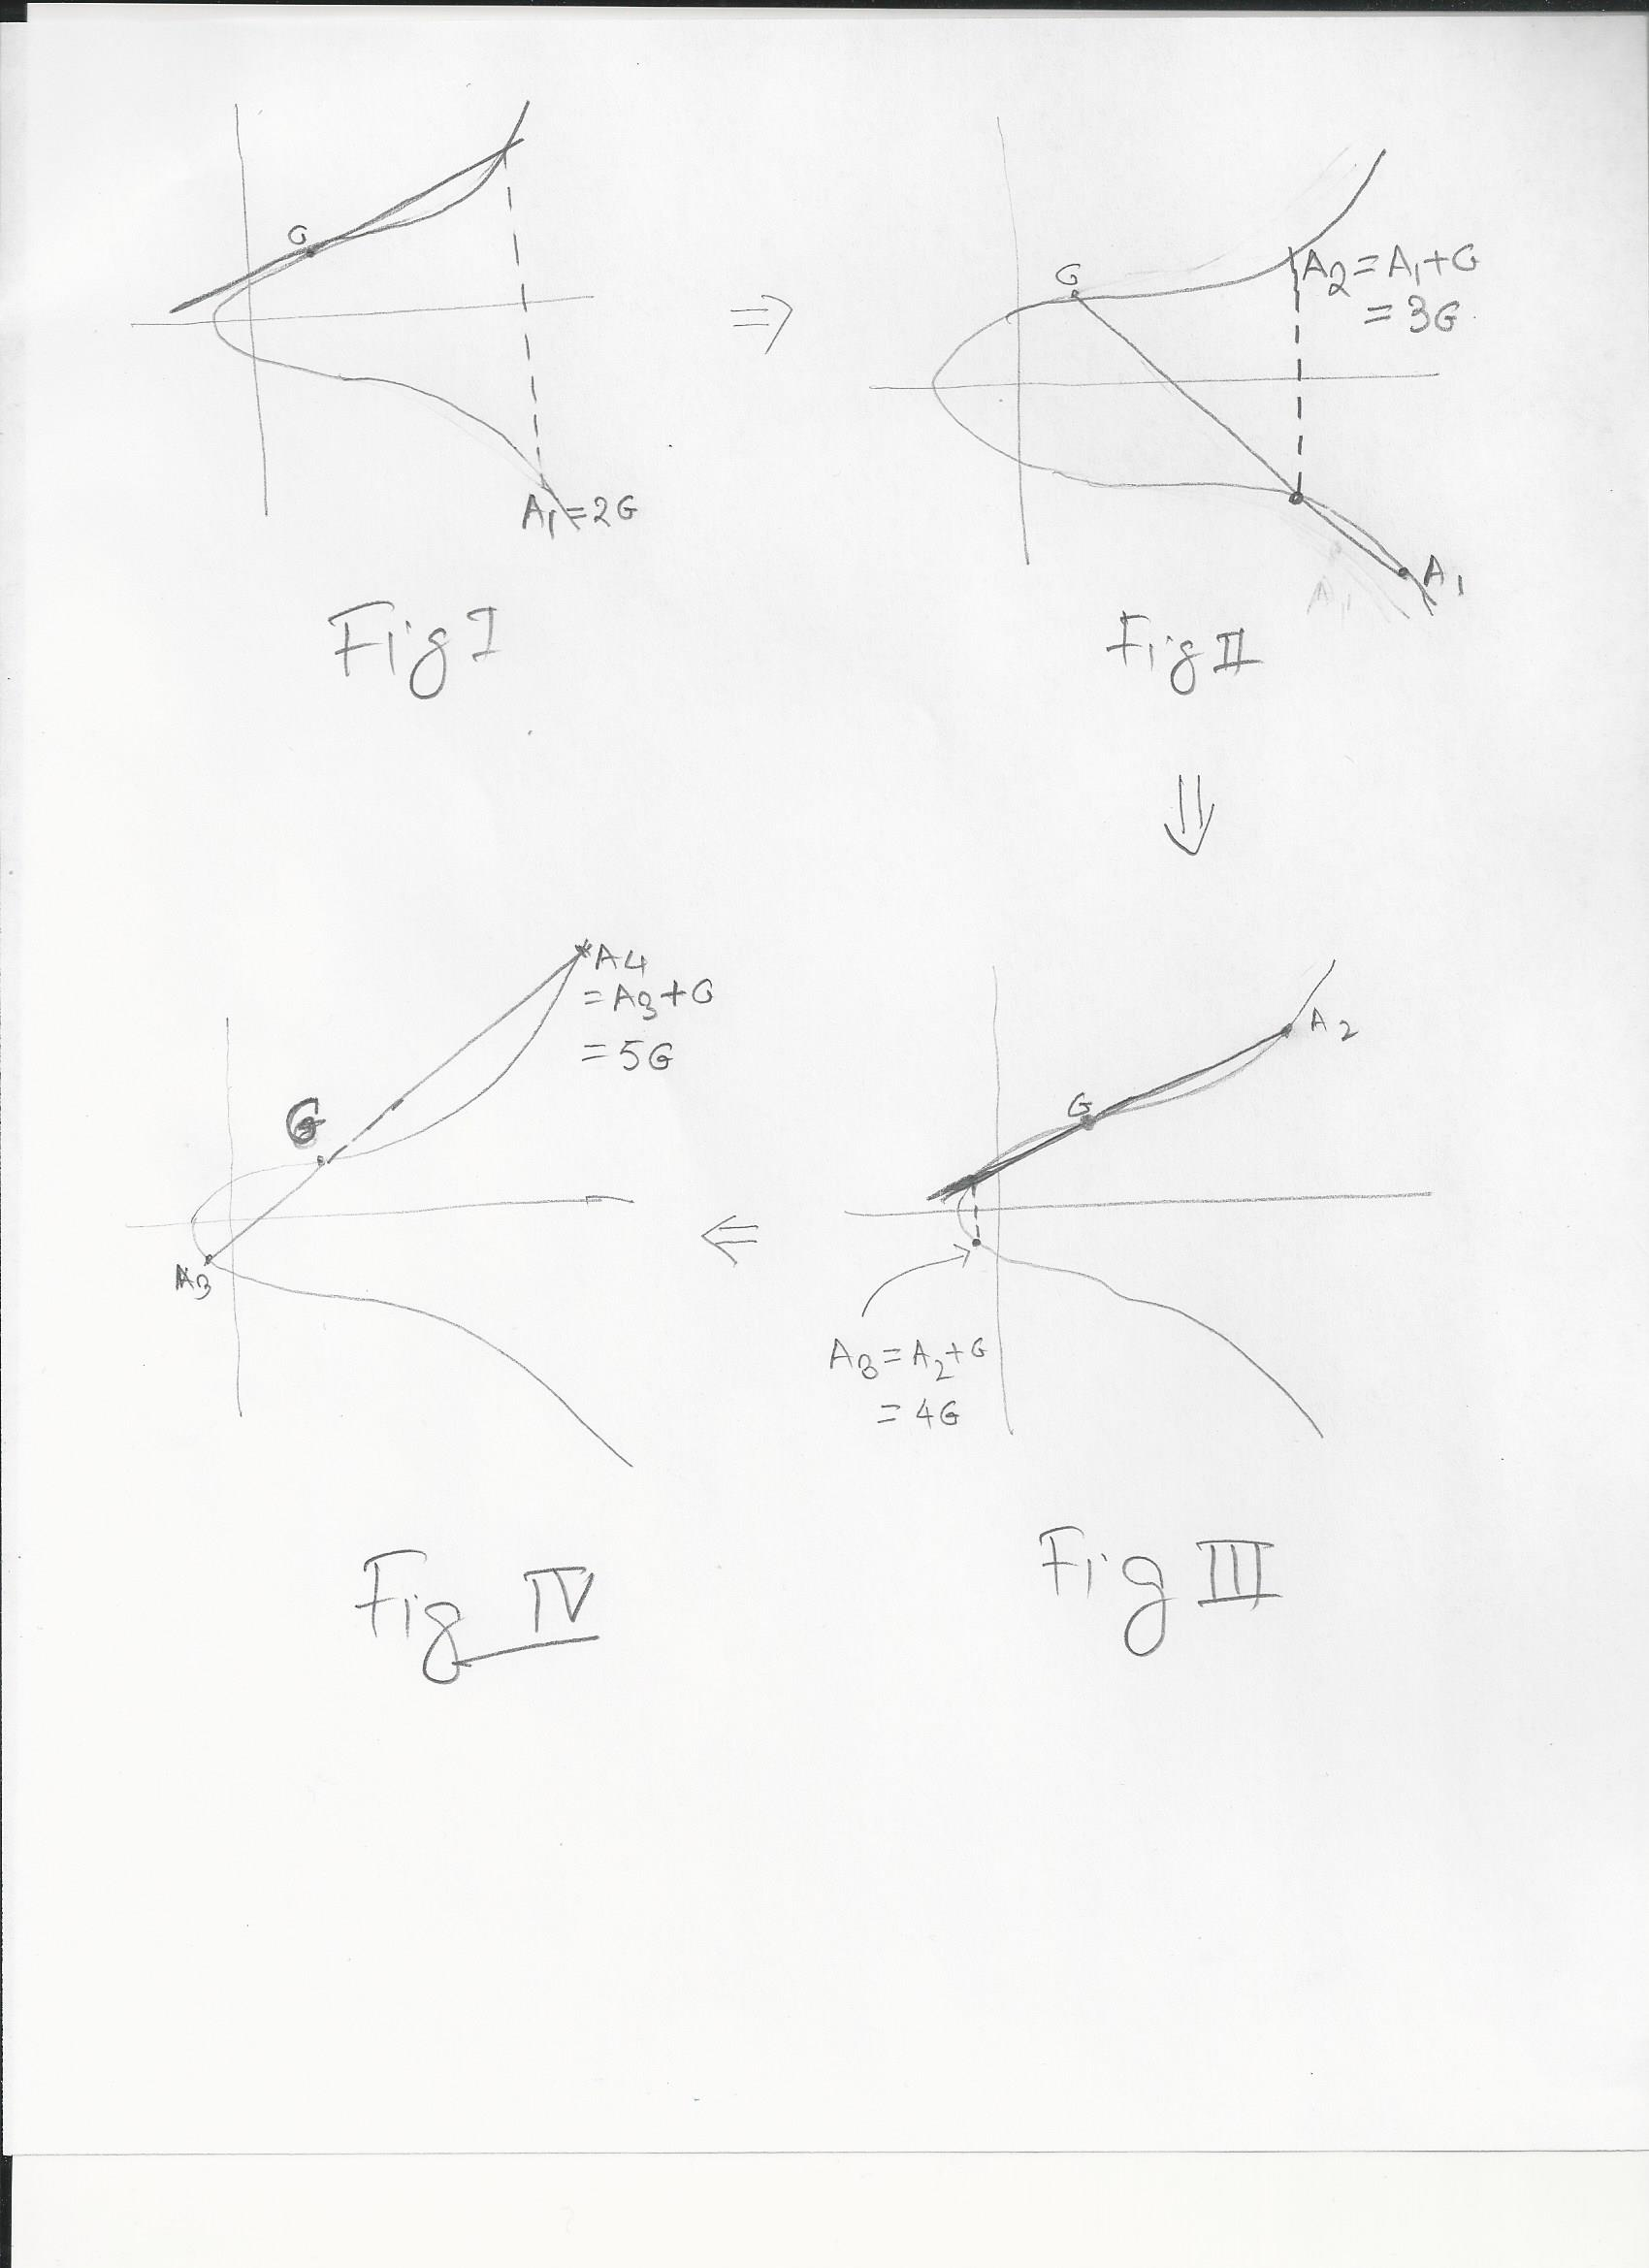 G
A₁=2G
Fig I
⇒
G
A₂=A₁+G
=3G
A₁
Fig II
⇓
A₂
G
A₃=A₂+G
=4G
Fig III
⇐
A4
=A₃+G
=5G
G
A₃
Fig IV